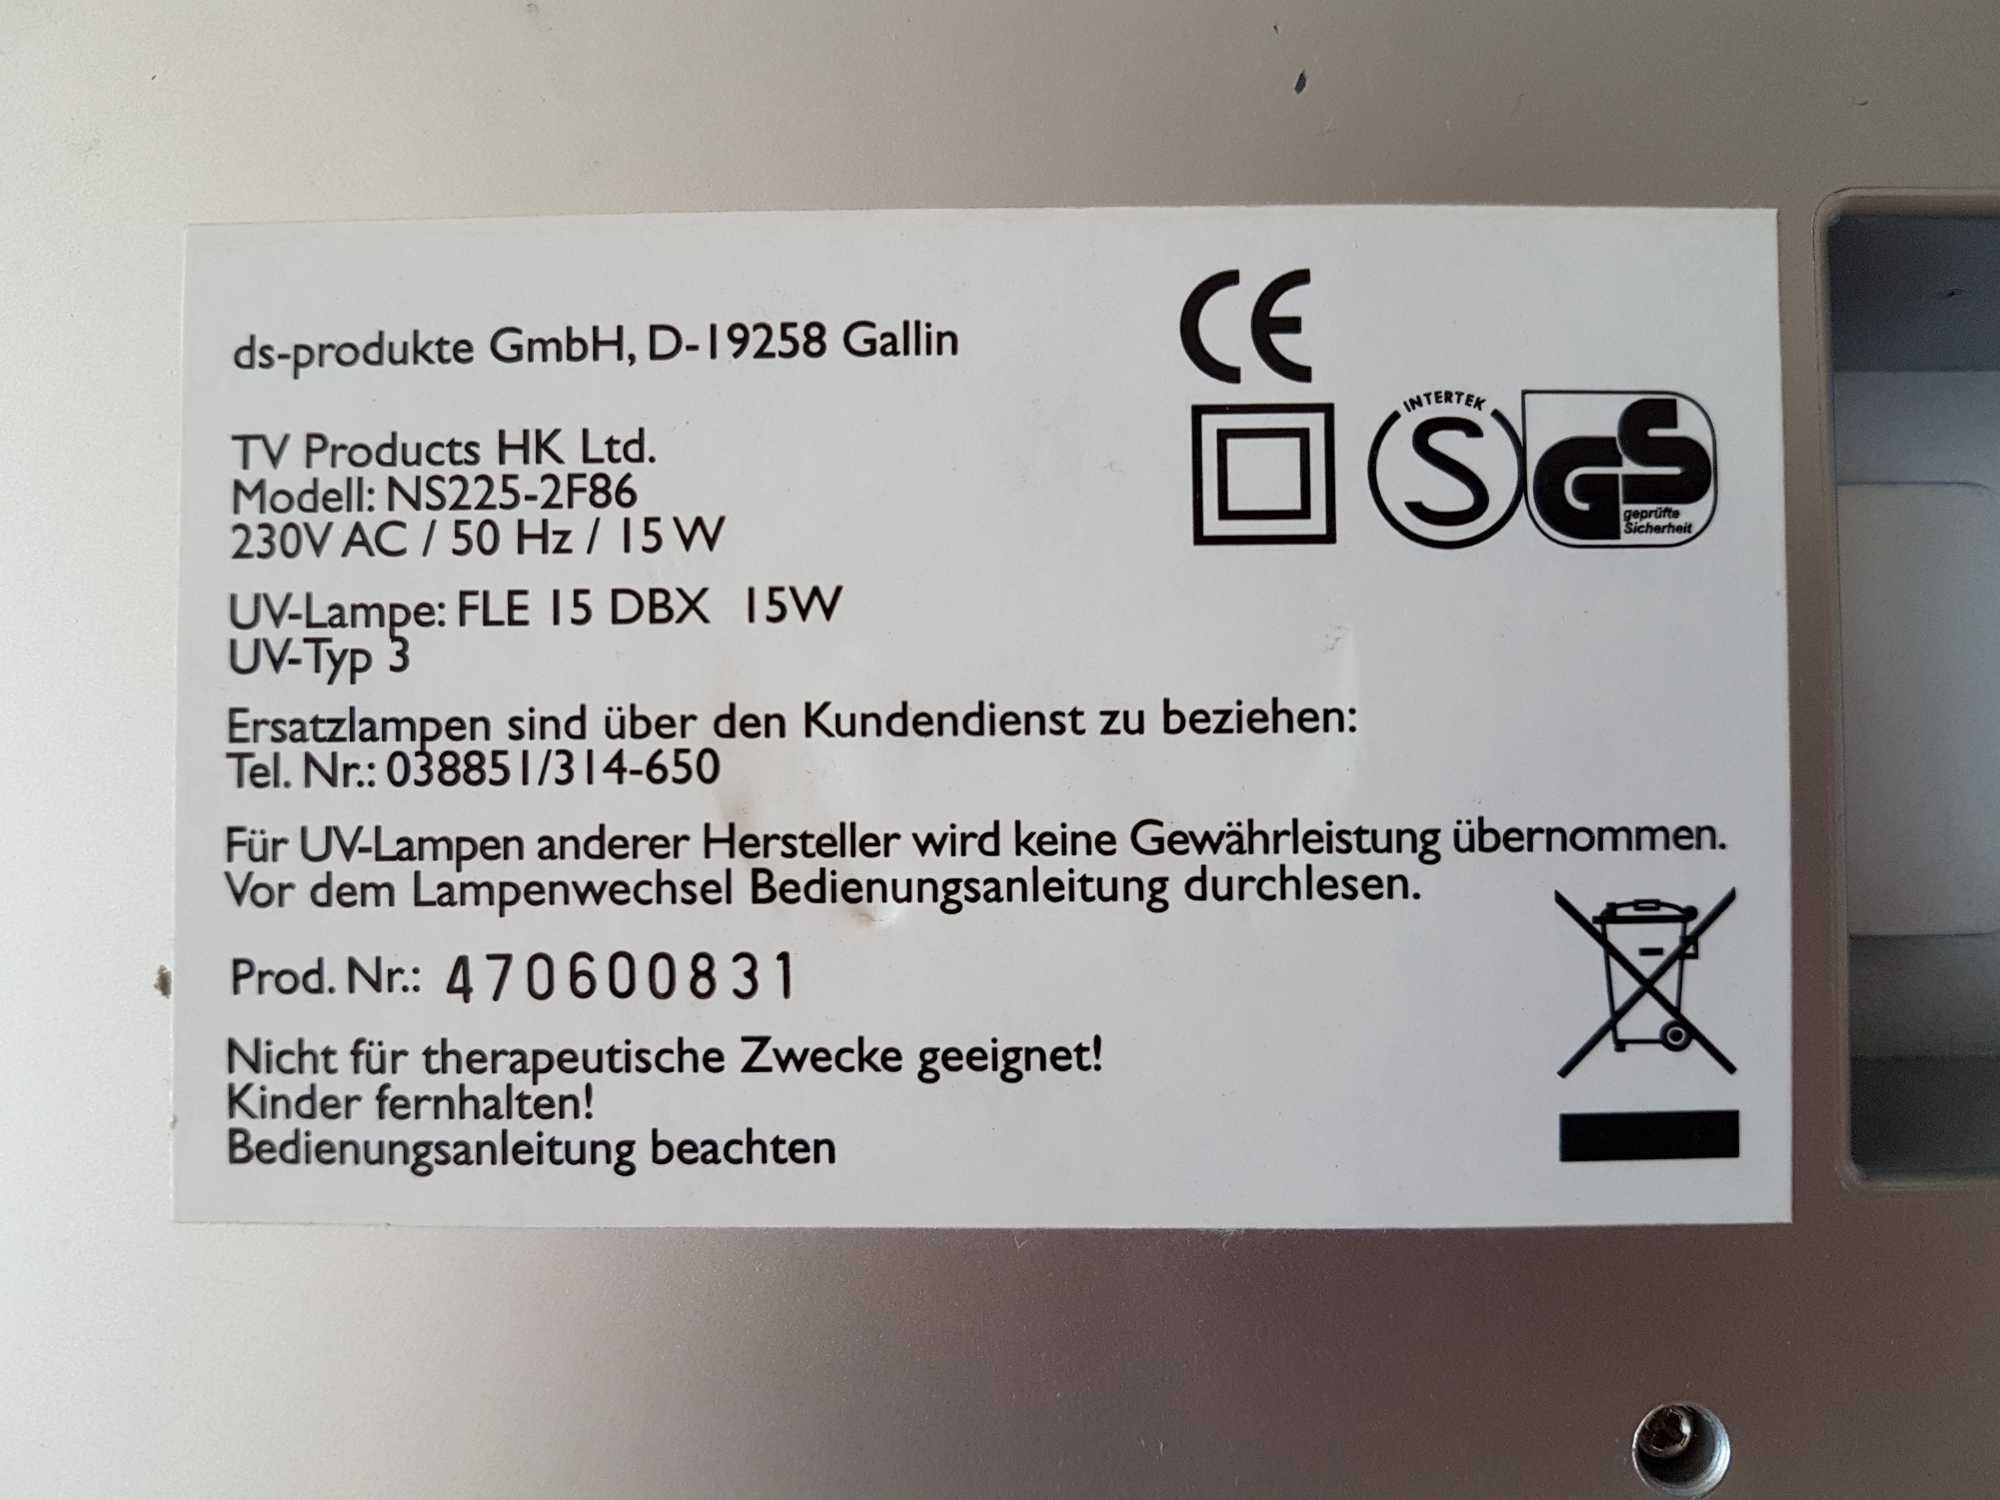 ds-produkte GmbH, D-19258 Gallin
CE
TV Products HK Ltd.
Modell: NS225-2F86
230V AC / 50 Hz / 15 W
INTERTEK
S
GS
geprüfte
Sicherheit
UV-Lampe: FLE 15 DBX 15W
UV-Typ 3
Ersatzlampen sind über den Kundendienst zu beziehen:
Tel. Nr.: 038851/314-650
Für UV-Lampen anderer Hersteller wird keine Gewährleistung übernommen.
Vor dem Lampenwechsel Bedienungsanleitung durchlesen.
Prod. Nr.: 470600831
Nicht für therapeutische Zwecke geeignet!
Kinder fernhalten!
Bedienungsanleitung beachten